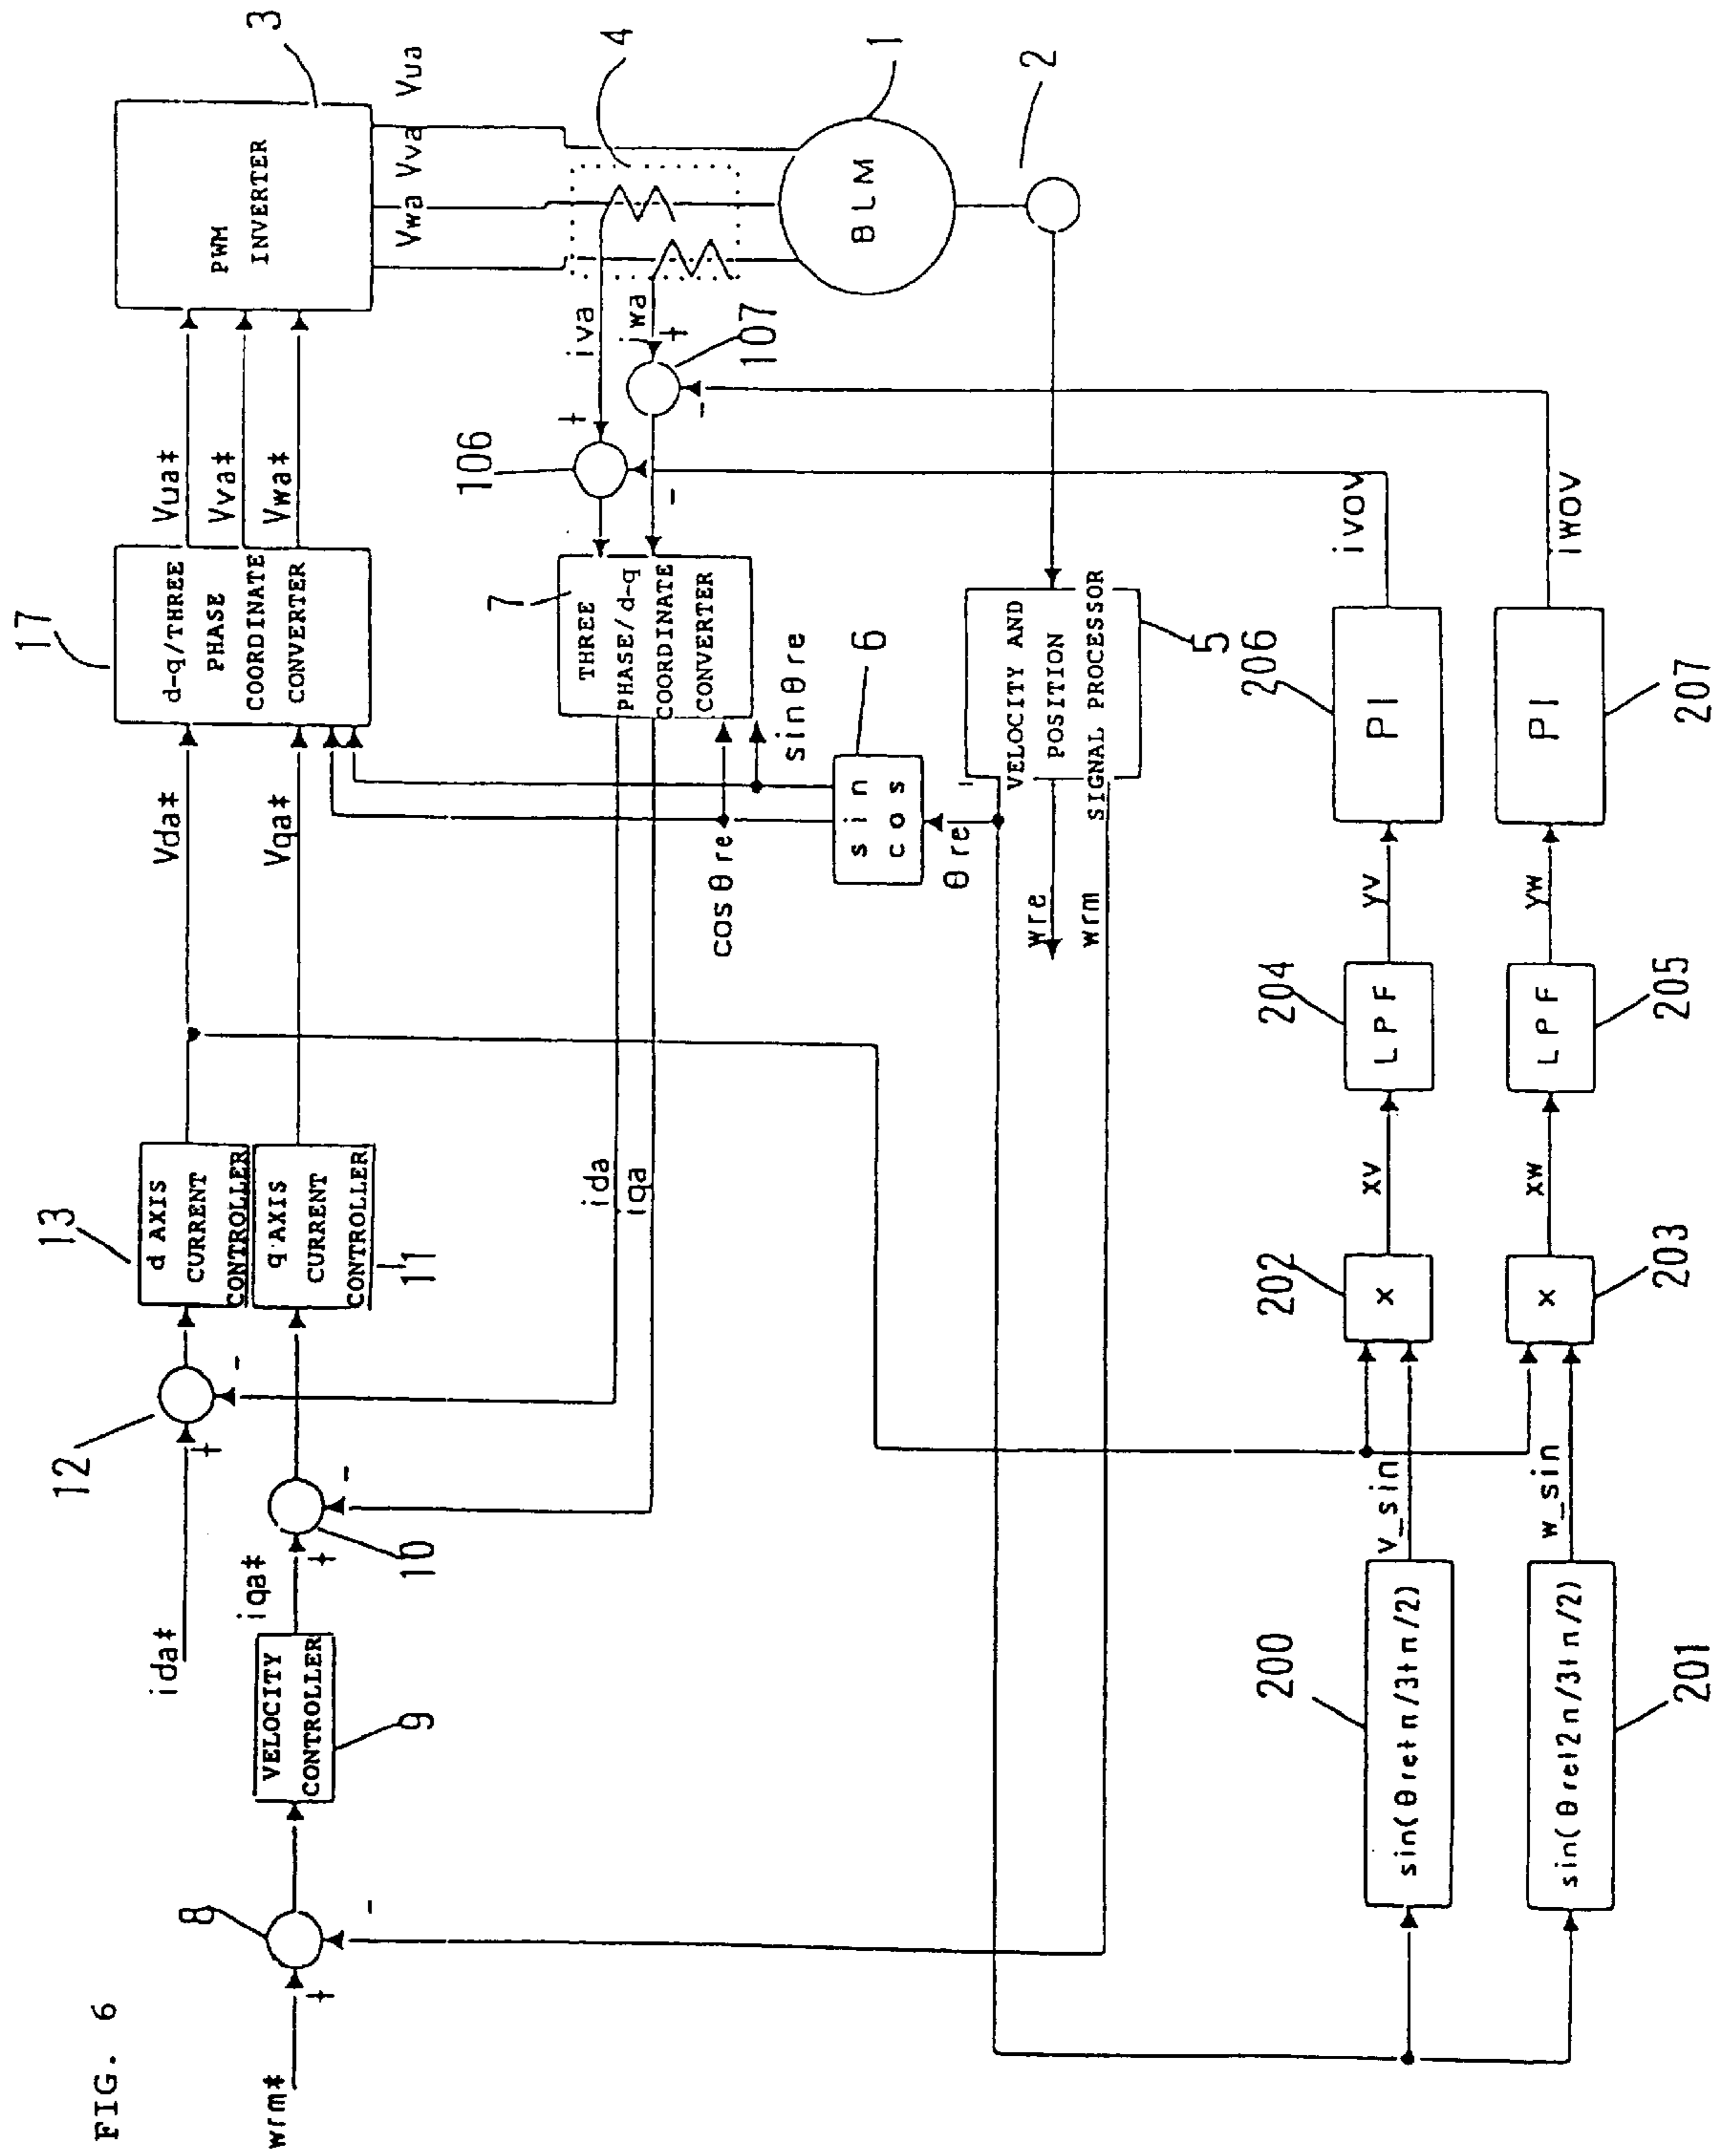 FIG. 6
wrm*
+
-
8
VELOCITY
CONTROLLER
9
iqa*
+
-
10
ida*
+
-
12
13
d AXIS
CURRENT
CONTROLLER
q AXIS
CURRENT
CONTROLLER
11
Vda*
Vqa*
17
d-q/THREE
PHASE
COORDINATE
CONVERTER
Vua*
Vva*
Vwa*
PWM
INVERTER
3
Vwa Vva Vua
4
BLM
1
2
iva
iwa
+
+
-
-
106
107
7
THREE
PHASE/d-q
COORDINATE
CONVERTER
ida
iqa
cosθre
sinθre
6
sin
cos
θre
VELOCITY AND
POSITION
SIGNAL PROCESSOR
5
wre
wrm
200
sin(θre+π/3+π/2)
v_sin
202
x
xv
204
LPF
yv
206
PI
ivov
201
sin(θre+2π/3+π/2)
w_sin
203
x
xw
205
LPF
yw
207
PI
iwov